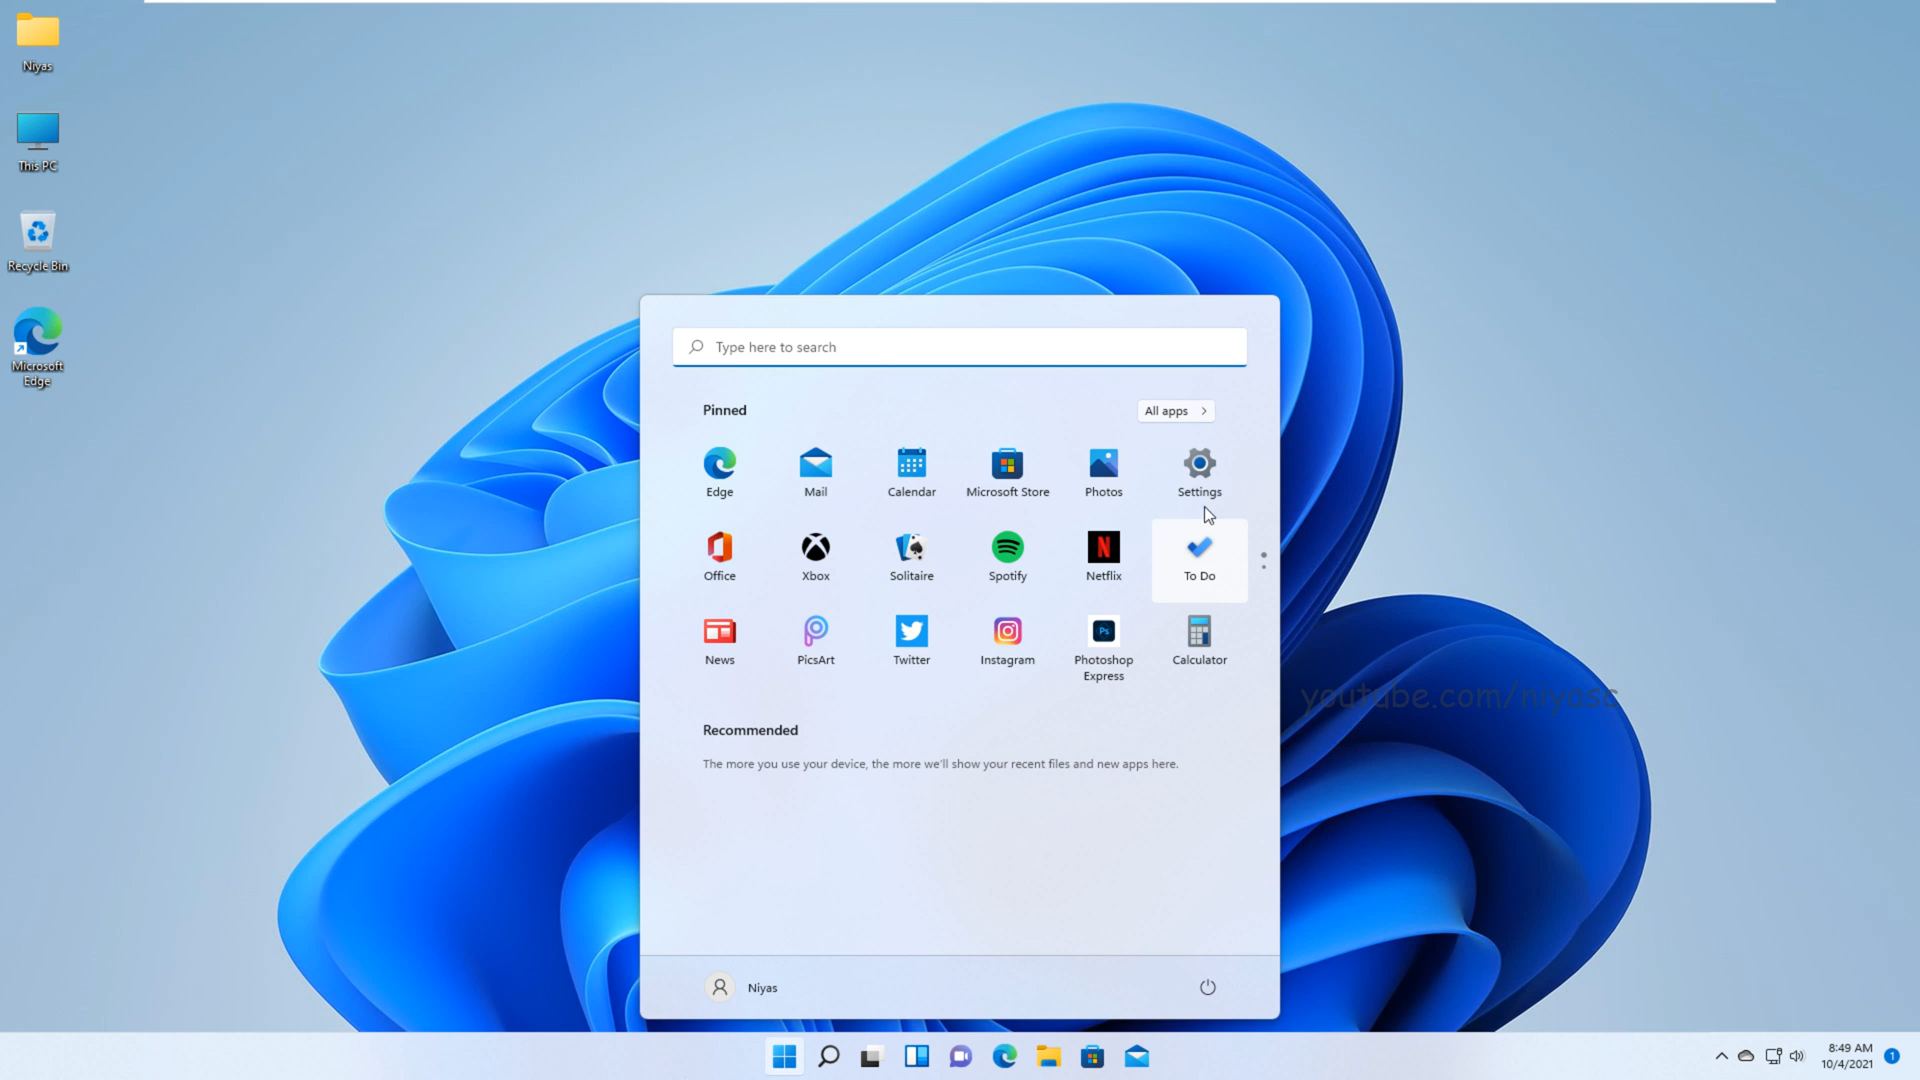 Niyas
This PC
Recycle Bin
Microsoft
Edge
Type here to search
Pinned
All apps
Edge
Mail
Calendar
Microsoft Store
Photos
Settings
Office
Xbox
Solitaire
Spotify
Netflix
To Do
News
PicsArt
Twitter
Instagram
Photoshop
Express
Calculator
N
Ps
youtube.com/niyasc
Recommended
The more you use your device, the more we'll show your recent files and new apps here.
Niyas
8:49 AM
10/4/2021
1